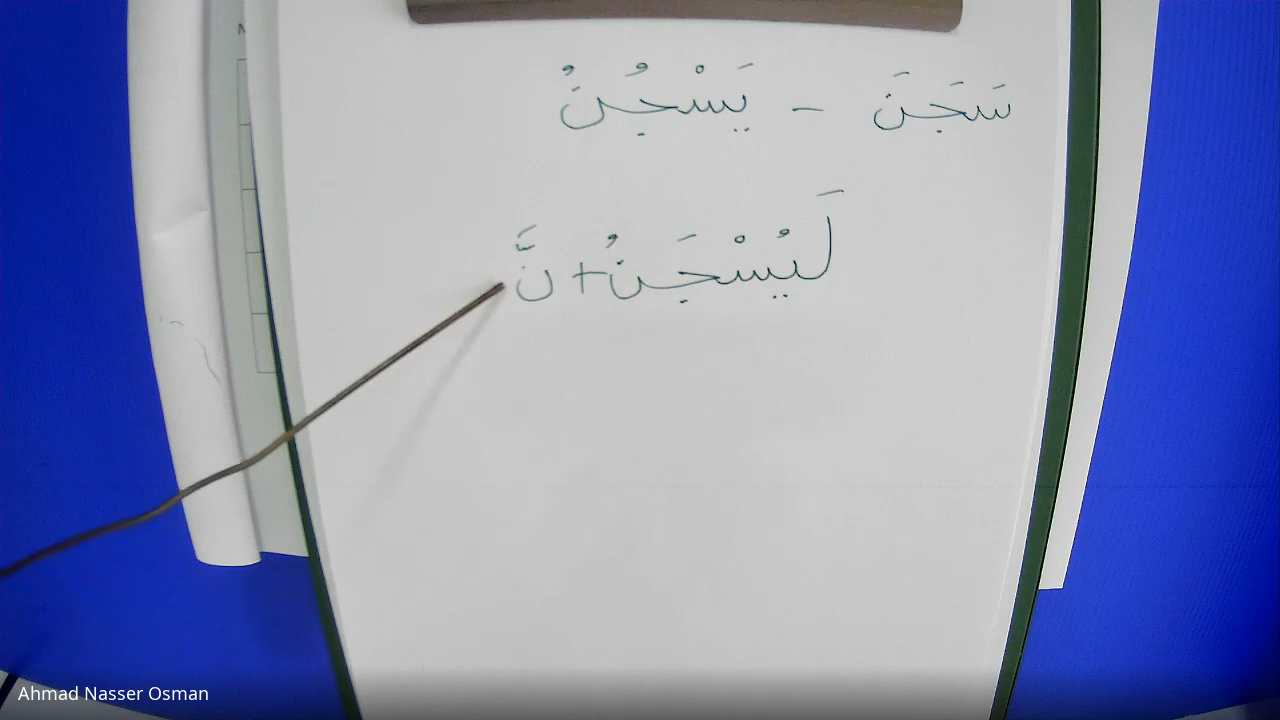 سَجَنَ - يَسْجُنُ
لَيُسْجَنُ + نَّ
Ahmad Nasser Osman